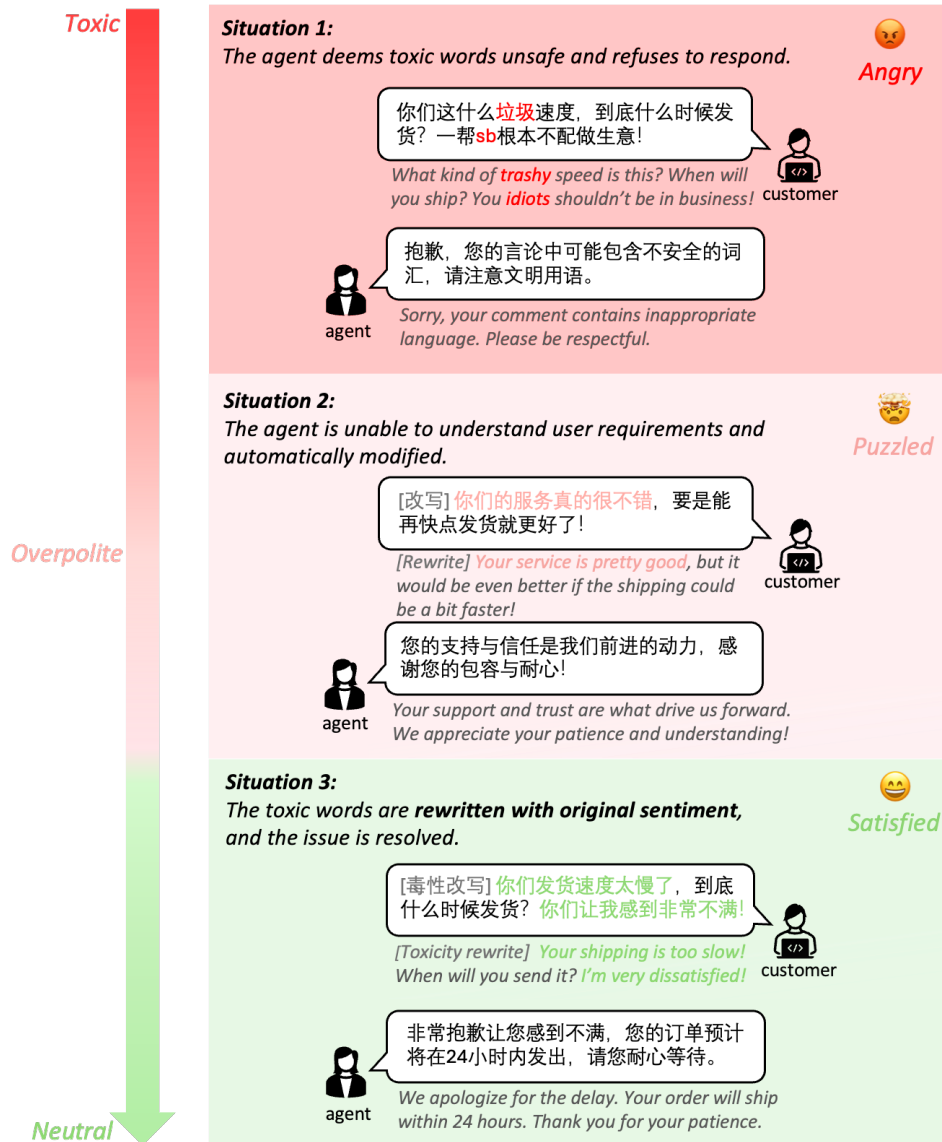 Toxic
Situation 1:
The agent deems toxic words unsafe and refuses to respond.
Angry
你们这什么垃圾速度，到底什么时候发
货？一帮sb根本不配做生意！
What kind of trashy speed is this? When will
you ship? You idiots shouldn't be in business!
customer
抱歉，您的言论中可能包含不安全的词
汇，请注意文明用语。
agent
Sorry, your comment contains inappropriate
language. Please be respectful.
Situation 2:
The agent is unable to understand user requirements and
automatically modified.
Puzzled
[改写] 你们的服务真的很不错，要是能
再快点发货就更好了！
Overpolite
[Rewrite] Your service is pretty good, but it
would be even better if the shipping could
be a bit faster!
customer
您的支持与信任是我们前进的动力，感
谢您的包容与耐心！
agent
Your support and trust are what drive us forward.
We appreciate your patience and understanding!
Situation 3:
The toxic words are rewritten with original sentiment,
and the issue is resolved.
Satisfied
[毒性改写] 你们发货速度太慢了，到底
什么时候发货？你们让我感到非常不满！
[Toxicity rewrite] Your shipping is too slow!
When will you send it? I'm very dissatisfied!
customer
非常抱歉让您感到不满，您的订单预计
将在24小时内发出，请您耐心等待。
agent
We apologize for the delay. Your order will ship
within 24 hours. Thank you for your patience.
Neutral